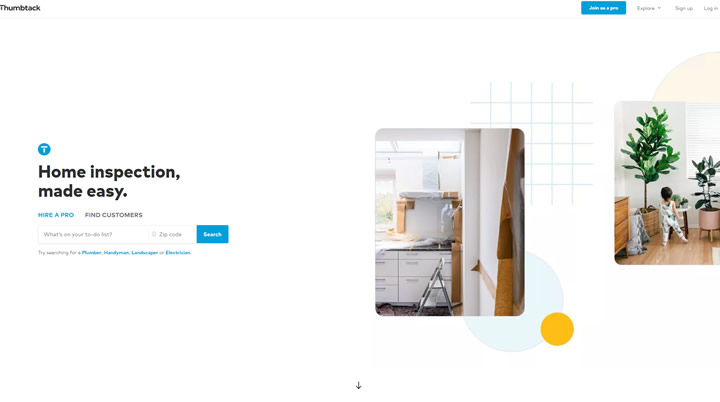 Thumbtack
Join as a pro
Explore
Sign up
Log in
T
Home inspection,
made easy.
HIRE A PRO
FIND CUSTOMERS
What's on your to-do list?
Zip code
Search
Try searching for a Plumber, Handyman, Landscaper or Electrician.